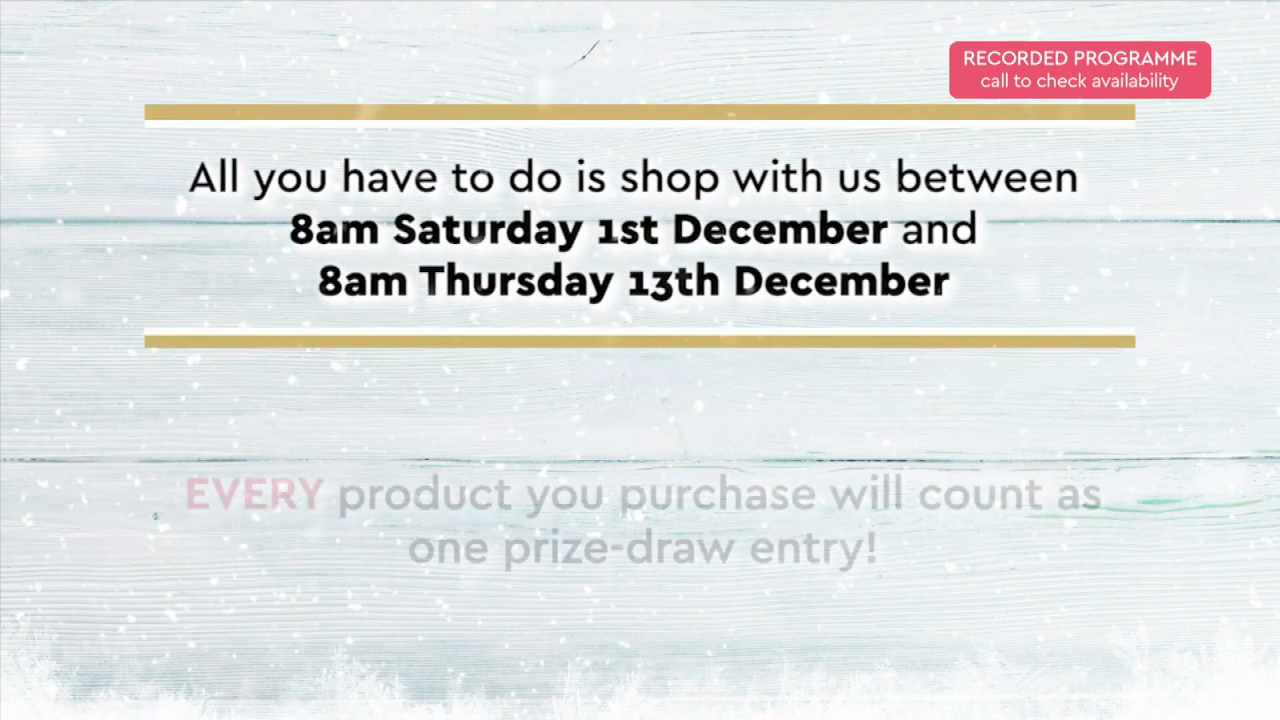 RECORDED PROGRAMME
call to check availability
All you have to do is shop with us between
8am Saturday 1st December and
8am Thursday 13th December
EVERY product you purchase will count as
one prize-draw entry!